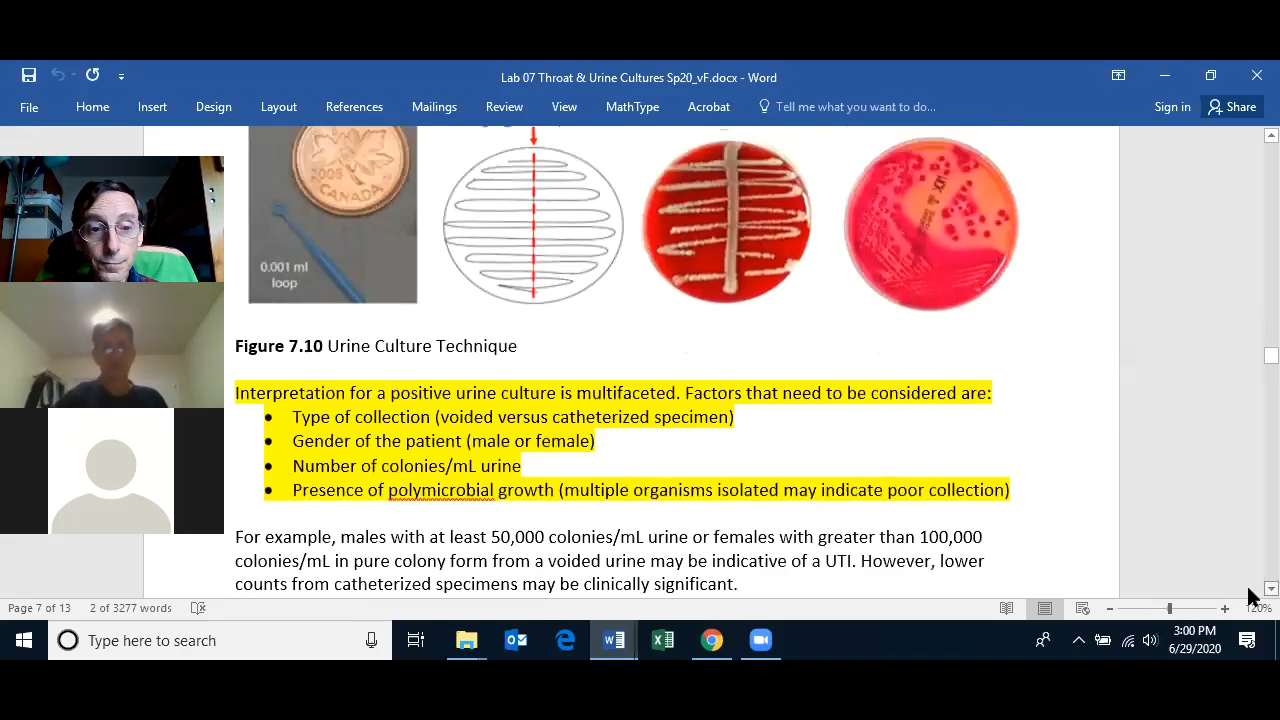 Lab 07 Throat & Urine Cultures Sp20_vF.docx - Word
File Home Insert Design Layout References Mailings Review View MathType Acrobat Tell me what you want to do... Sign in Share
2006
CANADA
0.001 ml
loop
Figure 7.10 Urine Culture Technique
Interpretation for a positive urine culture is multifaceted. Factors that need to be considered are:
• Type of collection (voided versus catheterized specimen)
• Gender of the patient (male or female)
• Number of colonies/mL urine
• Presence of polymicrobial growth (multiple organisms isolated may indicate poor collection)
For example, males with at least 50,000 colonies/mL urine or females with greater than 100,000
colonies/mL in pure colony form from a voided urine may be indicative of a UTI. However, lower
counts from catheterized specimens may be clinically significant.
Page 7 of 13 2 of 3277 words 120%
Type here to search
3:00 PM
6/29/2020